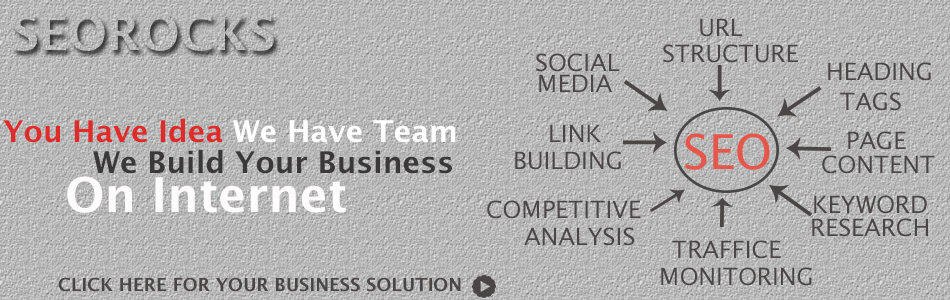 SEOROCKS
You Have Idea We Have Team
We Build Your Business
On Internet
CLICK HERE FOR YOUR BUSINESS SOLUTION
URL
STRUCTURE
SOCIAL
MEDIA
HEADING
TAGS
LINK
BUILDING
SEO
PAGE
CONTENT
COMPETITIVE
ANALYSIS
KEYWORD
RESEARCH
TRAFFICE
MONITORING